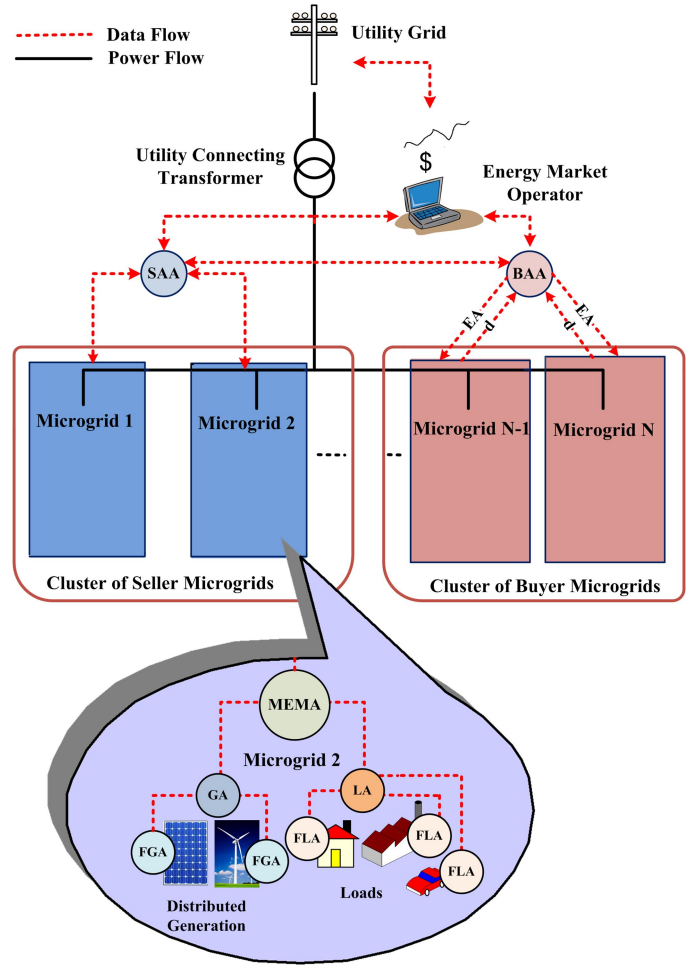 Data Flow
Power Flow
Utility Grid
$
Utility Connecting
Transformer
Energy Market
Operator
SAA
BAA
EA
d
EA
d
Microgrid 1
Microgrid 2
Microgrid N-1
Microgrid N
Cluster of Seller Microgrids
Cluster of Buyer Microgrids
MEMA
Microgrid 2
GA
LA
FGA
FGA
FLA
FLA
FLA
Distributed
Generation
Loads